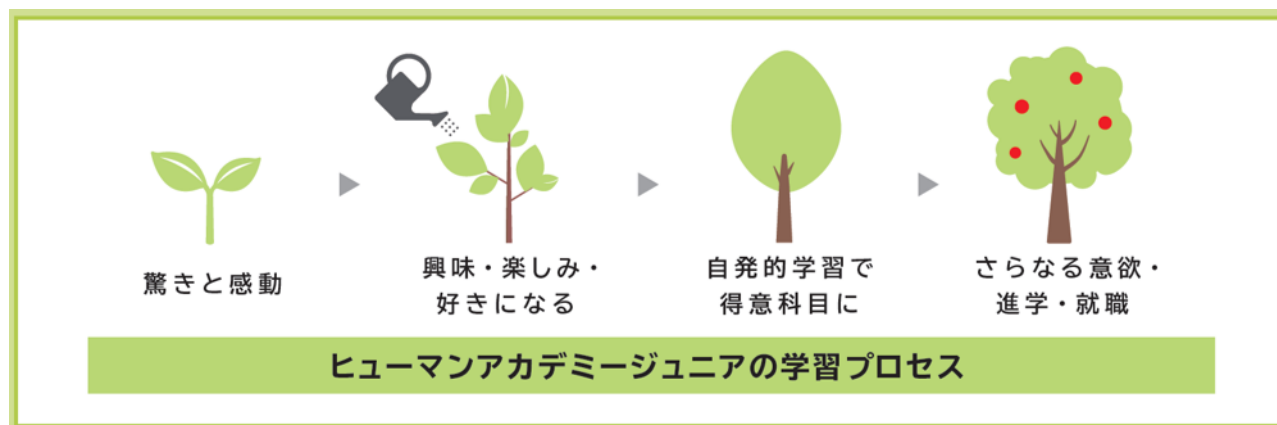 驚きと感動
興味・楽しみ・
好きになる
自発的学習で
得意科目に
さらなる意欲・
進学・就職
ヒューマンアカデミージュニアの学習プロセス